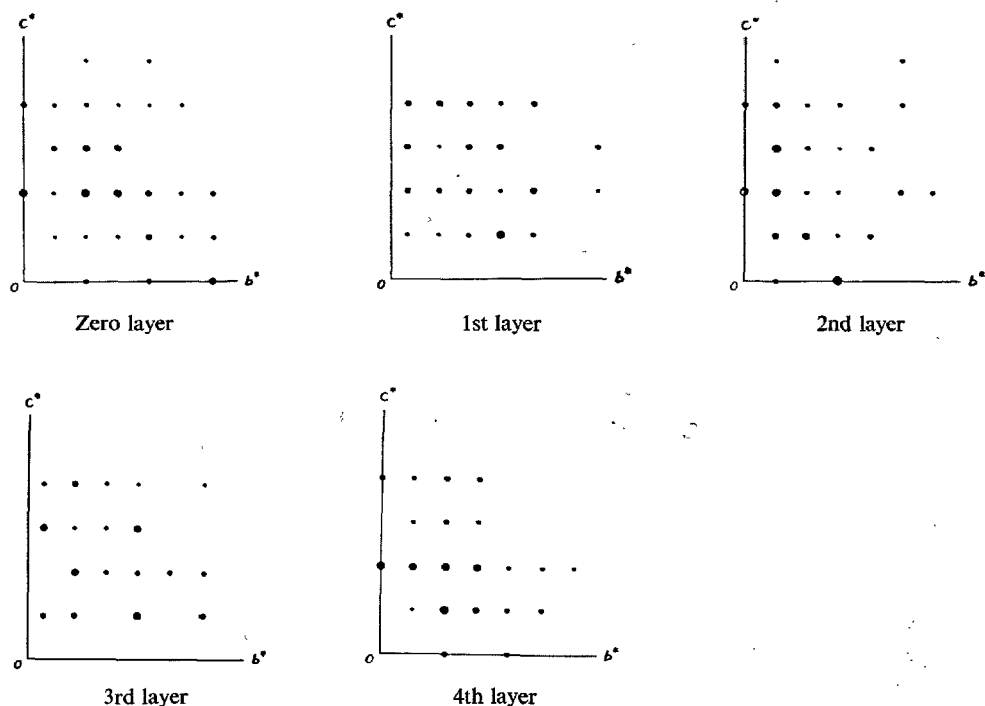 c*
o
b*
Zero layer
c*
o
b*
1st layer
c*
o
b*
2nd layer
c*
o
b*
3rd layer
c*
o
b*
4th layer